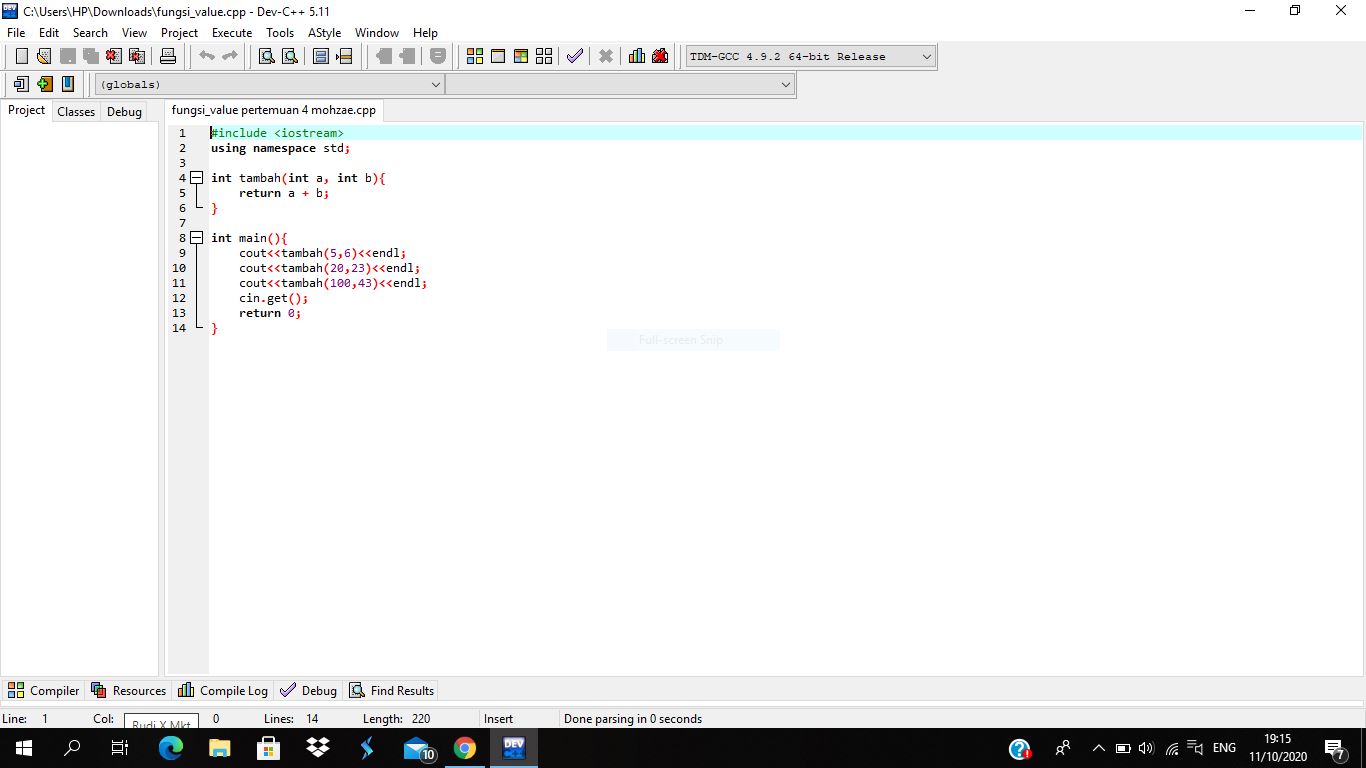 C:\Users\HP\Downloads\fungsi_value.cpp - Dev-C++ 5.11
File Edit Search View Project Execute Tools AStyle Window Help
TDM-GCC 4.9.2 64-bit Release
(globals)
Project Classes Debug fungsi_value pertemuan 4 mohzae.cpp
1 #include <iostream>
2 using namespace std;
3
4 int tambah(int a, int b){
5 return a + b;
6 }
7
8 int main(){
9 cout<<tambah(5,6)<<endl;
10 cout<<tambah(20,23)<<endl;
11 cout<<tambah(100,43)<<endl;
12 cin.get();
13 return 0;
14 }
Full-screen Snip
Compiler Resources Compile Log Debug Find Results
Line: 1 Col: Rudi X Mkt 0 Lines: 14 Length: 220 Insert Done parsing in 0 seconds
DEV 10 ENG 19:15
11/10/2020 7